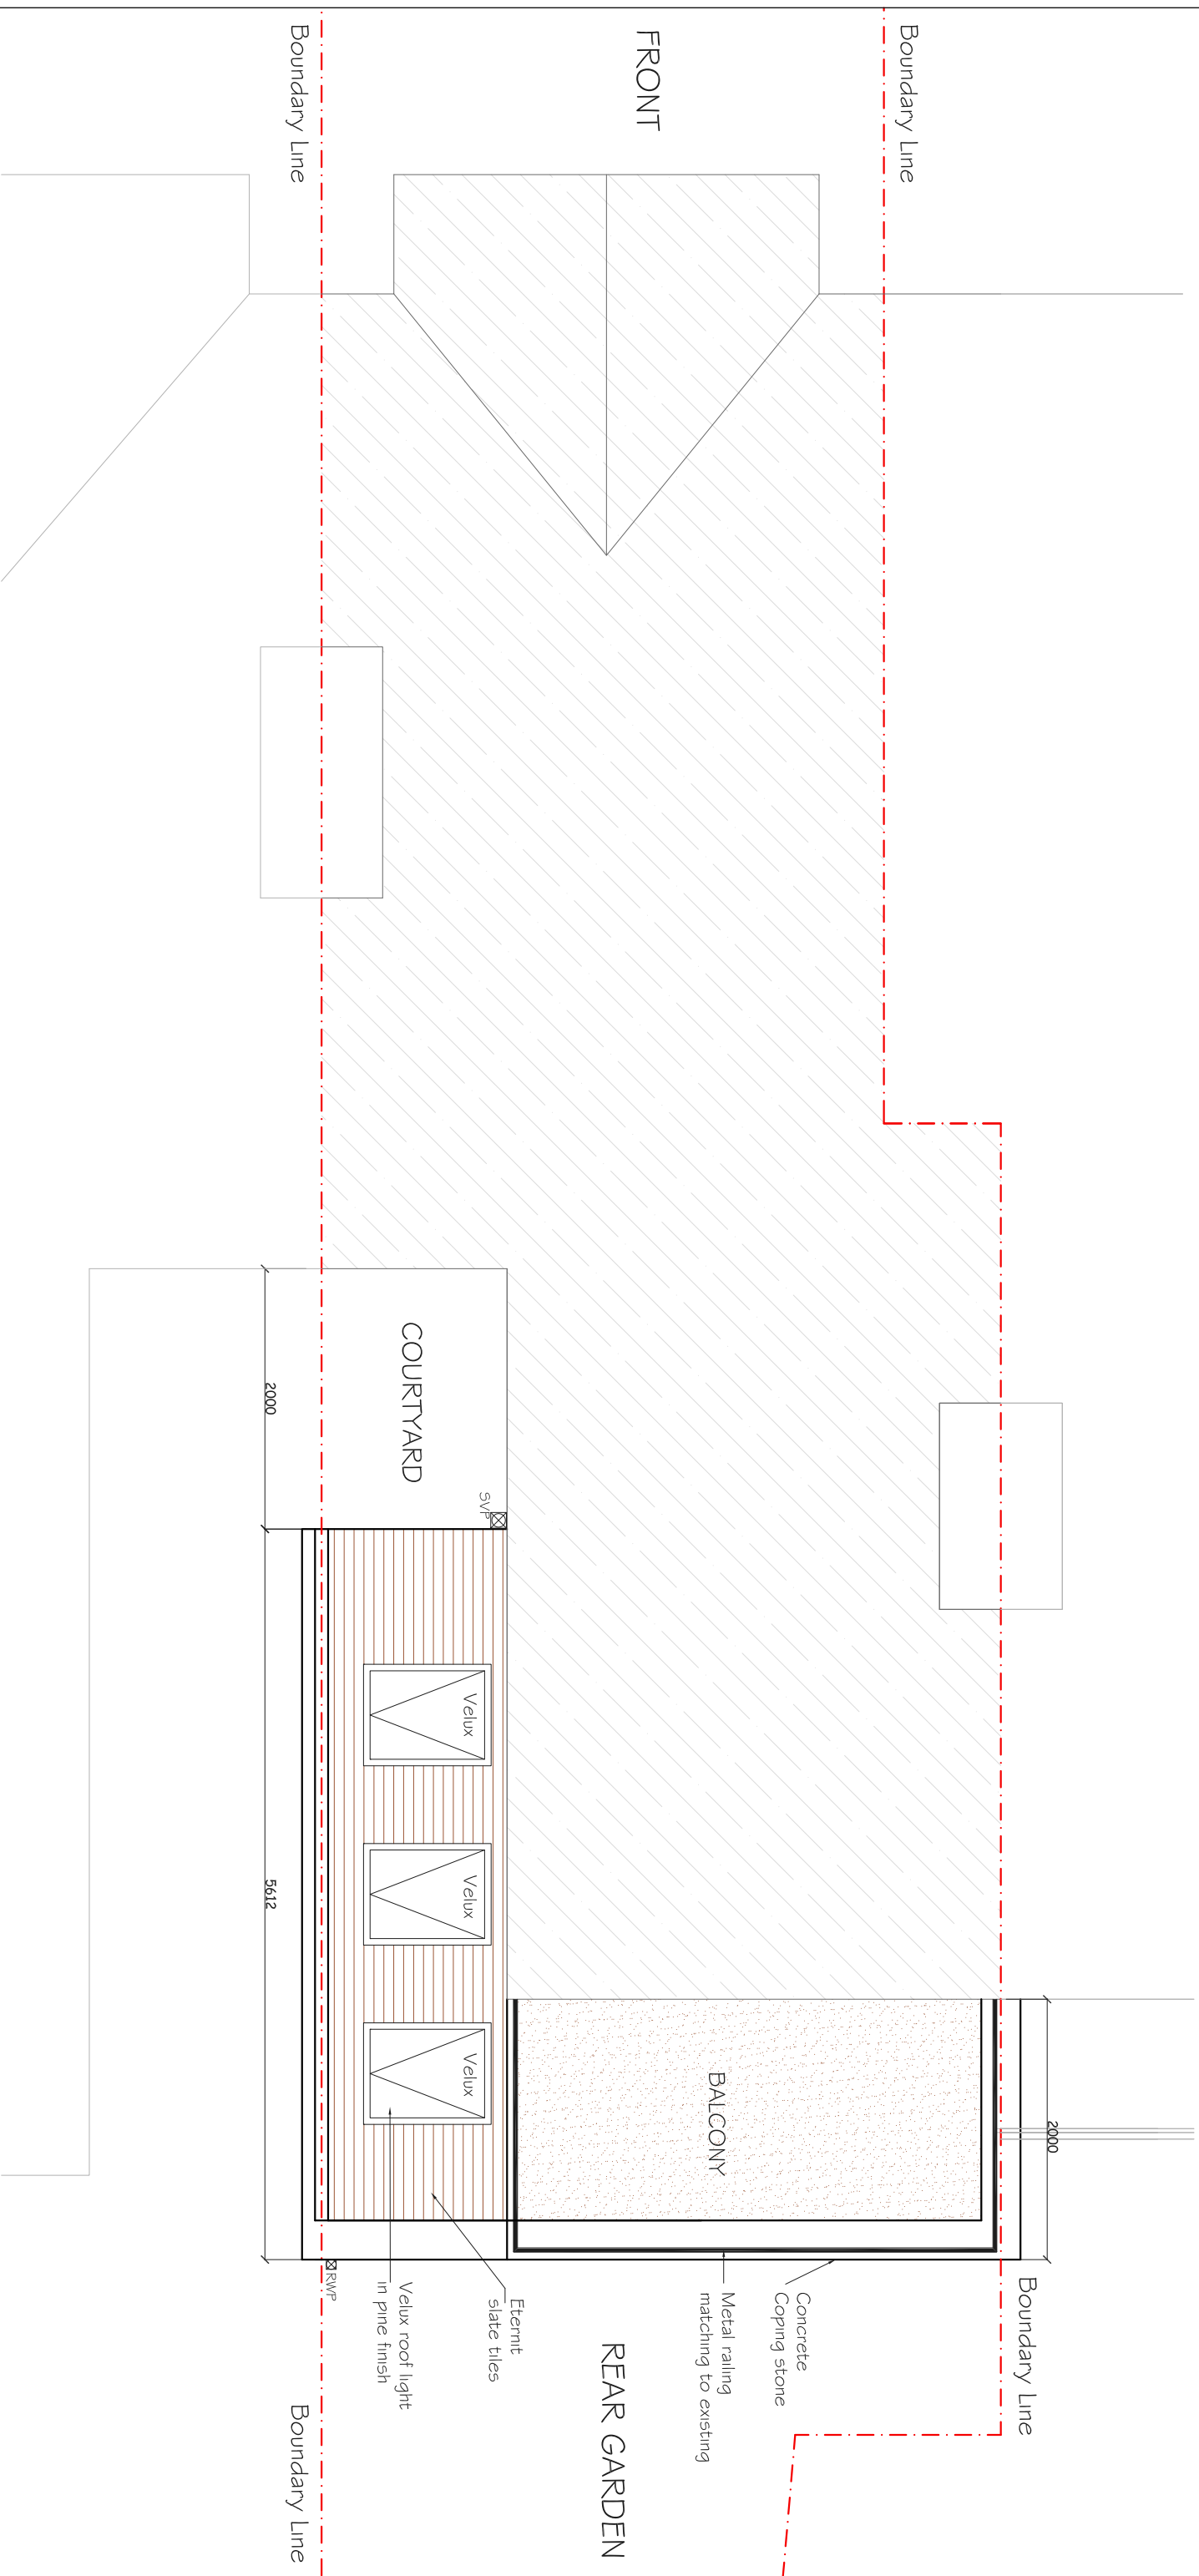 Boundary Line
FRONT
Boundary Line
COURTYARD
2000
SVP
Velux
Velux
Velux
5612
BALCONY
2000
RWP
Concrete
Coping stone
Metal railing
matching to existing
Eternit
slate tiles
Velux roof light
in pine finish
Boundary Line
REAR GARDEN
Boundary Line